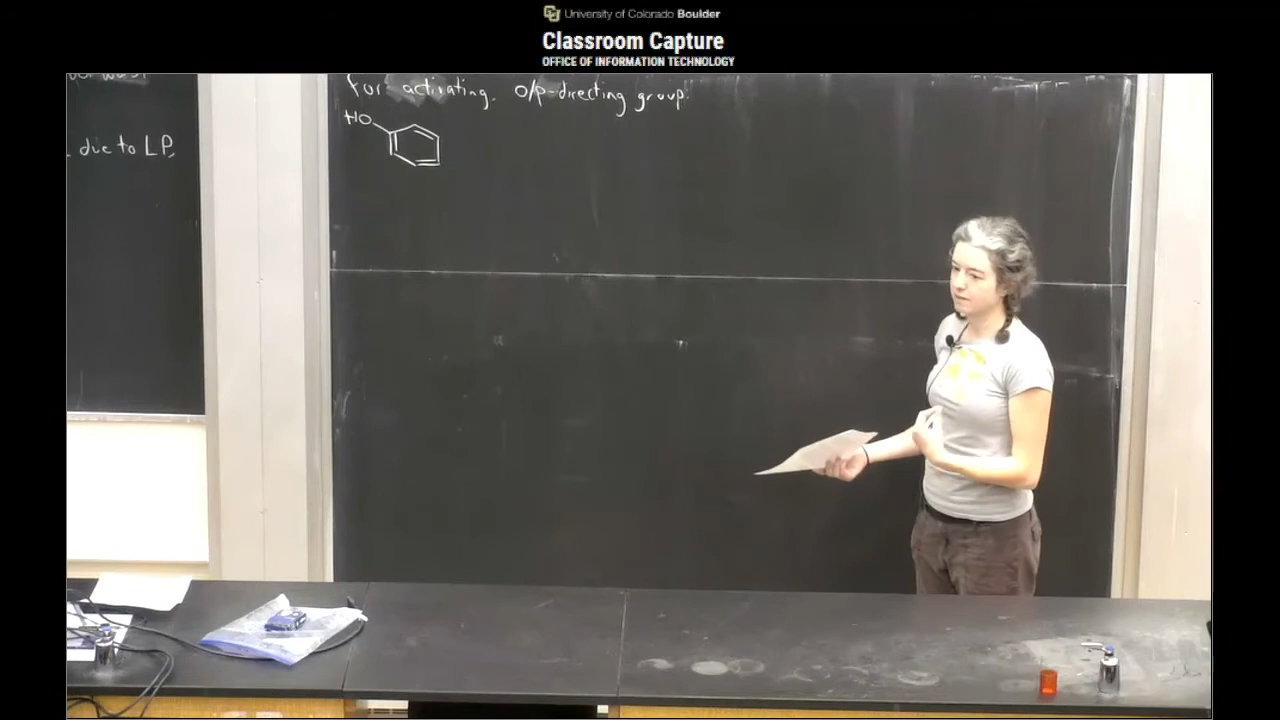 University of Colorado Boulder
Classroom Capture
OFFICE OF INFORMATION TECHNOLOGY
For activating, o/p-directing group:
due to LP,
HO